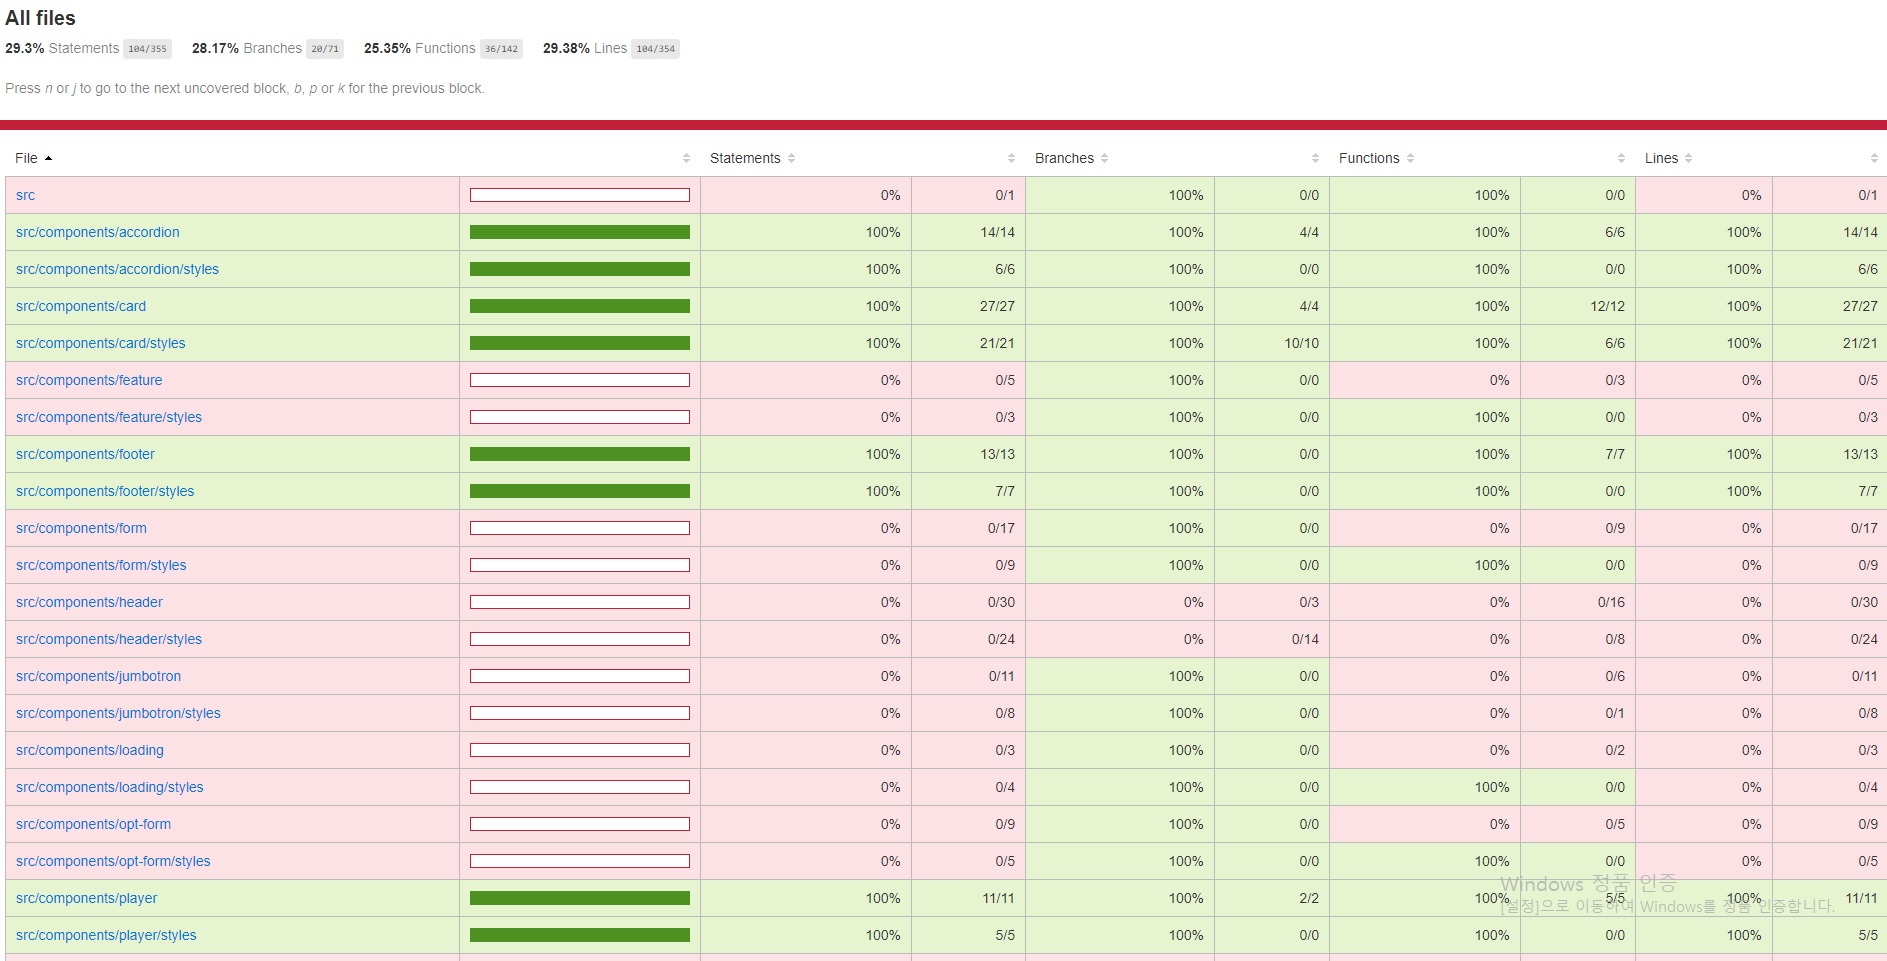 All files
29.3% Statements 104/355 28.17% Branches 20/71 25.35% Functions 36/142 29.38% Lines 104/354
Press n or j to go to the next uncovered block, b, p or k for the previous block.
File Statements Branches Functions Lines
src 0% 0/1 100% 0/0 100% 0/0 0% 0/1
src/components/accordion 100% 14/14 100% 4/4 100% 6/6 100% 14/14
src/components/accordion/styles 100% 6/6 100% 0/0 100% 0/0 100% 6/6
src/components/card 100% 27/27 100% 4/4 100% 12/12 100% 27/27
src/components/card/styles 100% 21/21 100% 10/10 100% 6/6 100% 21/21
src/components/feature 0% 0/5 100% 0/0 0% 0/3 0% 0/5
src/components/feature/styles 0% 0/3 100% 0/0 100% 0/0 0% 0/3
src/components/footer 100% 13/13 100% 0/0 100% 7/7 100% 13/13
src/components/footer/styles 100% 7/7 100% 0/0 100% 0/0 100% 7/7
src/components/form 0% 0/17 100% 0/0 0% 0/9 0% 0/17
src/components/form/styles 0% 0/9 100% 0/0 100% 0/0 0% 0/9
src/components/header 0% 0/30 0% 0/3 0% 0/16 0% 0/30
src/components/header/styles 0% 0/24 0% 0/14 0% 0/8 0% 0/24
src/components/jumbotron 0% 0/11 100% 0/0 0% 0/6 0% 0/11
src/components/jumbotron/styles 0% 0/8 100% 0/0 0% 0/1 0% 0/8
src/components/loading 0% 0/3 100% 0/0 0% 0/2 0% 0/3
src/components/loading/styles 0% 0/4 100% 0/0 100% 0/0 0% 0/4
src/components/opt-form 0% 0/9 100% 0/0 0% 0/5 0% 0/9
src/components/opt-form/styles 0% 0/5 100% 0/0 100% 0/0 0% 0/5
Windows 정품 인증
src/components/player 100% 11/11 100% 2/2 100% 5/5 100% 11/11
[설정]으로 이동하여 Windows를 정품 인증합니다.
src/components/player/styles 100% 5/5 100% 0/0 100% 0/0 100% 5/5